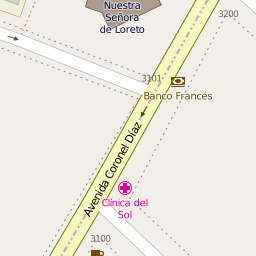 Nuestra
Señora
de Loreto
3200
3101
Banco Francés
Avenida Coronel Díaz
Clínica del
Sol
3100